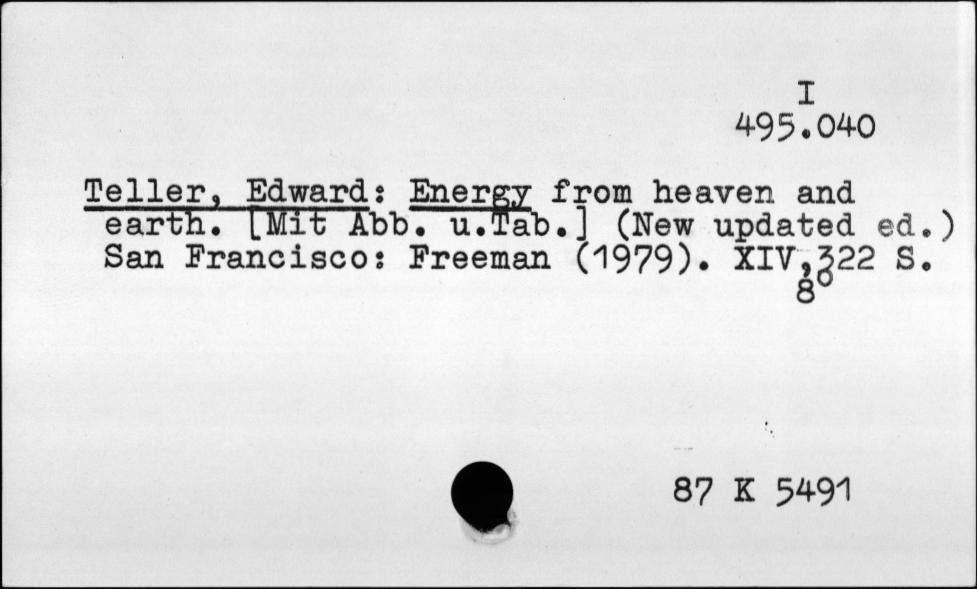 I
495.040
Teller, Edward: Energy from heaven and
earth. [Mit Abb. u.Tab.] (New updated ed.)
San Francisco: Freeman (1979). XIV,322 S.
8°
87 K 5491